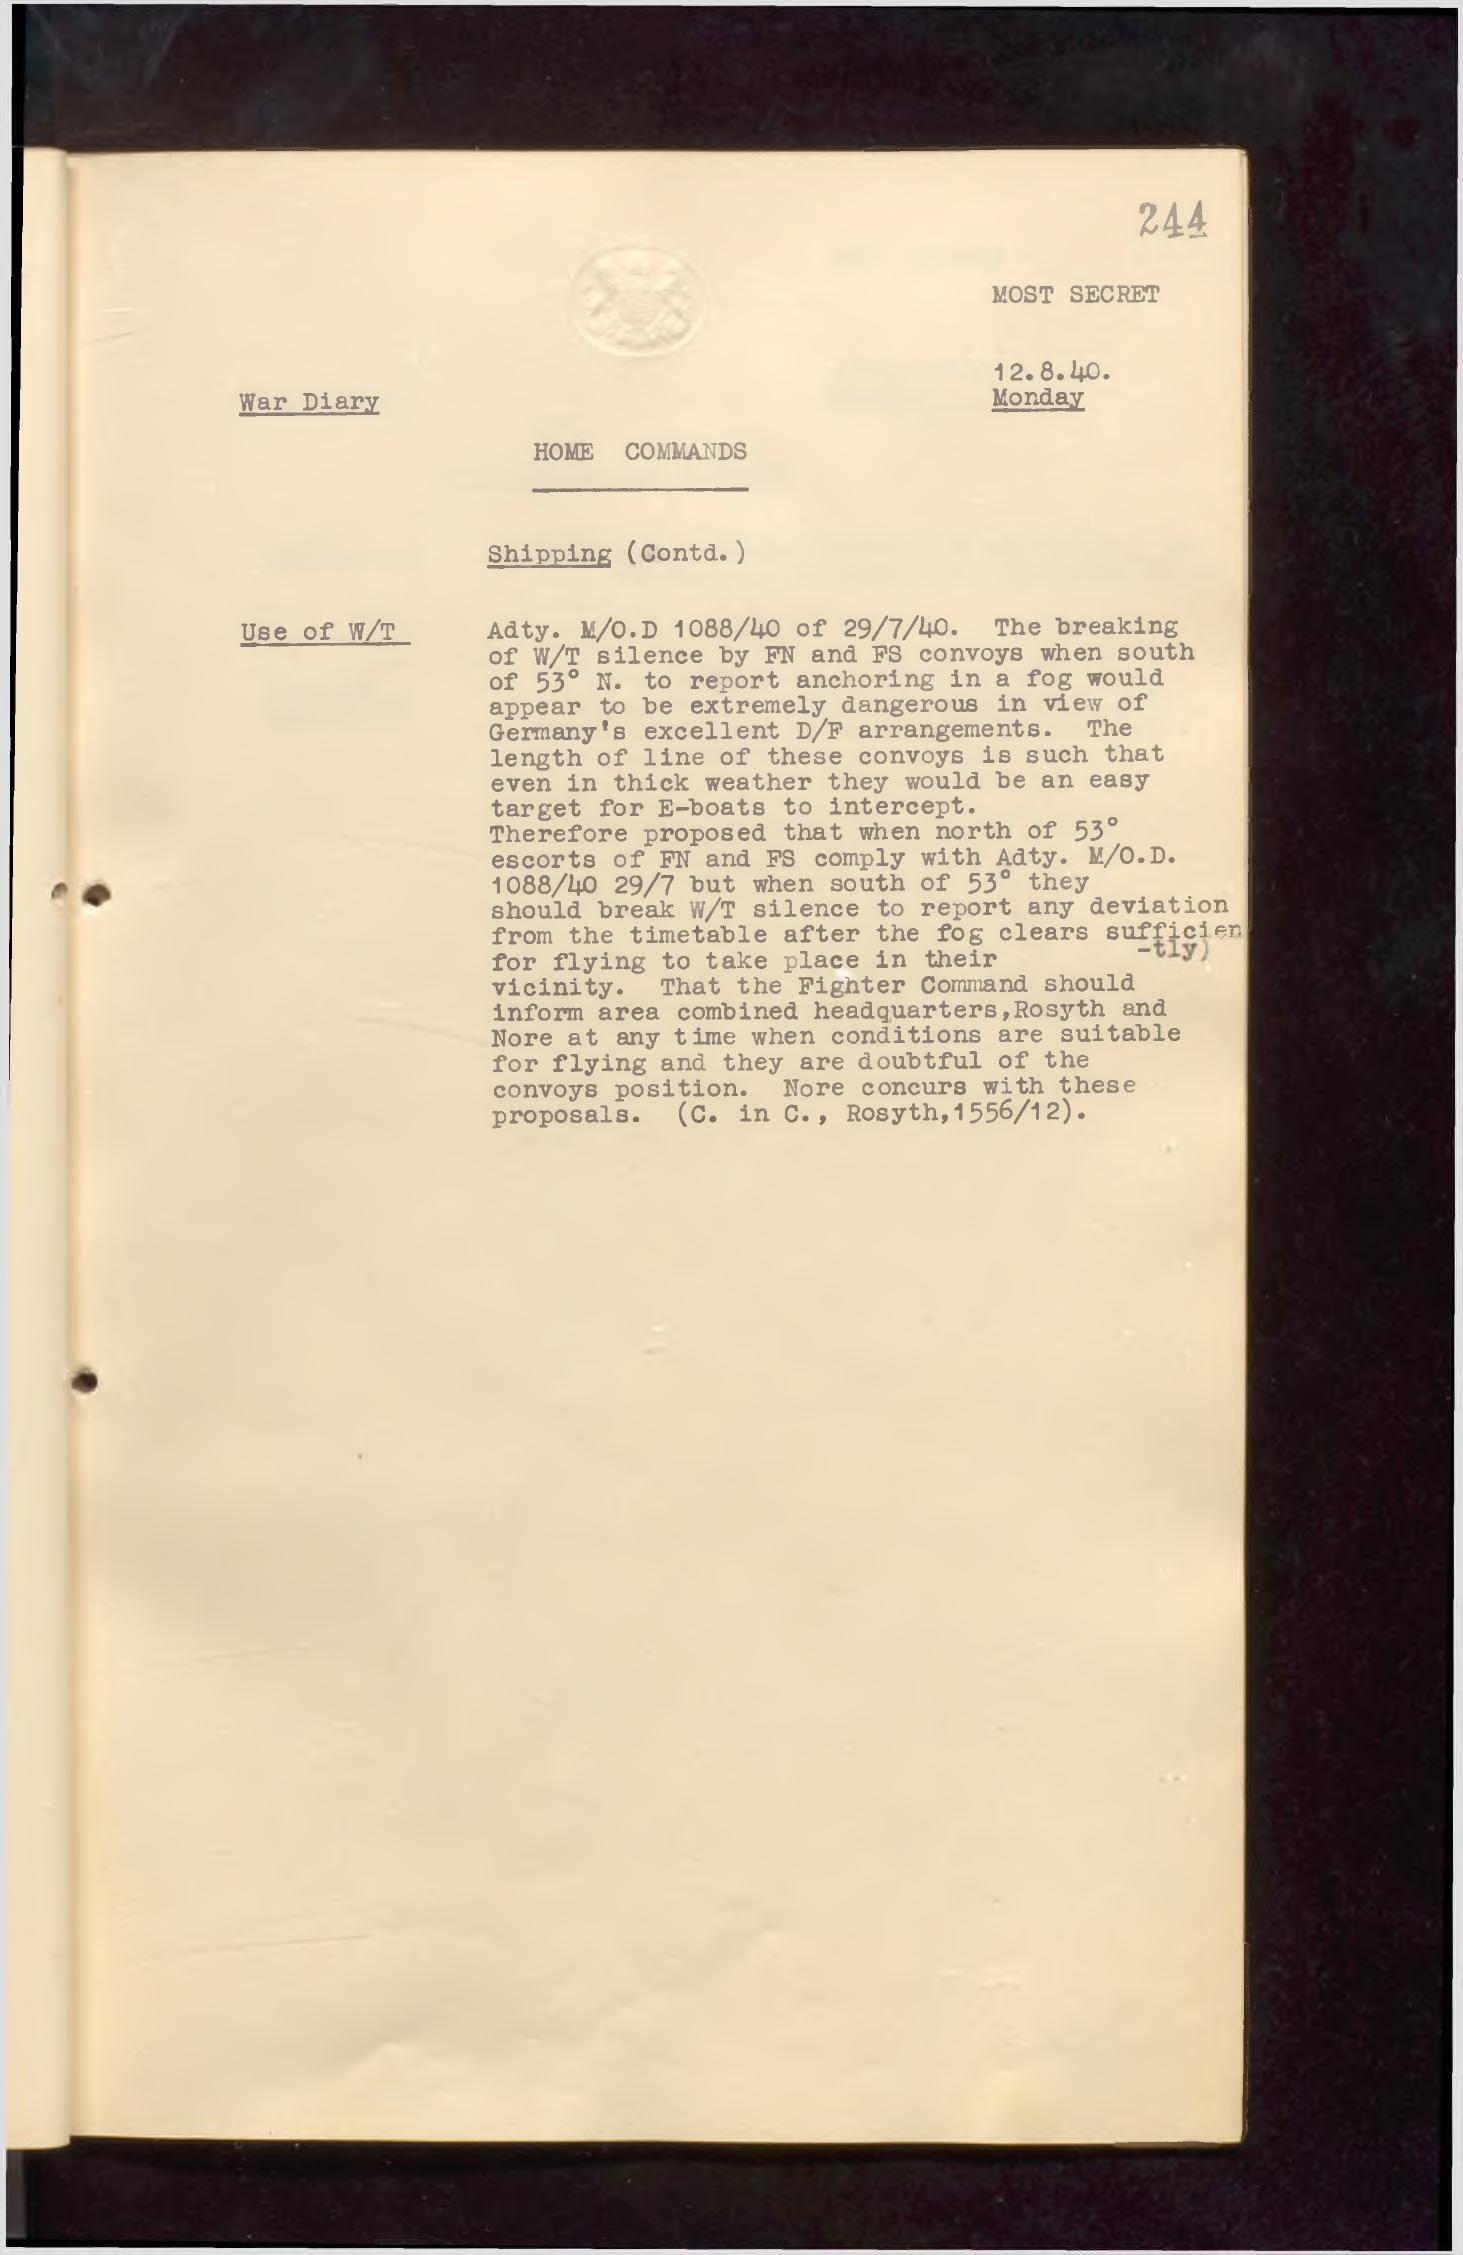 244
MOST SECRET
12.8.40.
War Diary
Monday
HOME COMMANDS
Shipping (Contd.)
Use of W/T
Adty. M/O.D 1088/40 of 29/7/40. The breaking
of W/T silence by FN and FS convoys when south
of 53° N. to report anchoring in a fog would
appear to be extremely dangerous in view of
Germany's excellent D/F arrangements. The
length of line of these convoys is such that
even in thick weather they would be an easy
target for E-boats to intercept.
Therefore proposed that when north of 53°
escorts of FN and FS comply with Adty. M/O.D.
1088/40 29/7 but when south of 53° they
should break W/T silence to report any deviation
from the timetable after the fog clears sufficien
-tly)
for flying to take place in their
vicinity. That the Fighter Command should
inform area combined headquarters,Rosyth and
Nore at any time when conditions are suitable
for flying and they are doubtful of the
convoys position. Nore concurs with these
proposals. (C. in C., Rosyth,1556/12).